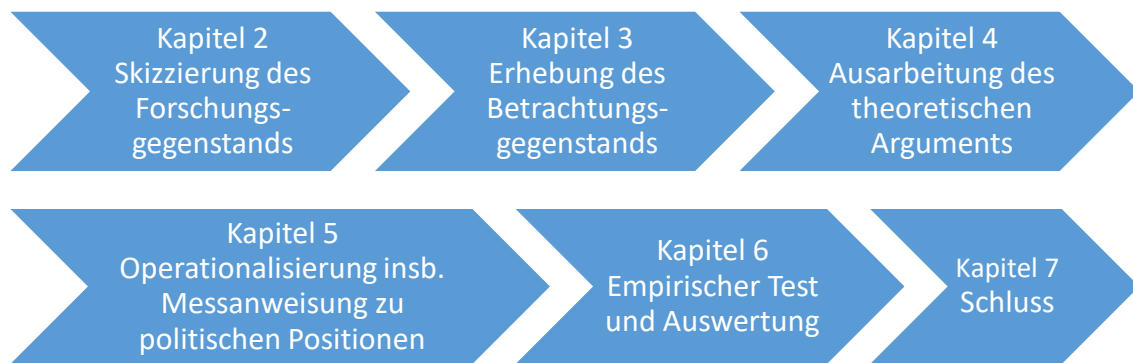 Kapitel 2
Skizzierung des
Forschungs-
gegenstands
Kapitel 3
Erhebung des
Betrachtungs-
gegenstands
Kapitel 4
Ausarbeitung des
theoretischen
Arguments
Kapitel 5
Operationalisierung insb.
Messanweisung zu
politischen Positionen
Kapitel 6
Empirischer Test
und Auswertung
Kapitel 7
Schluss